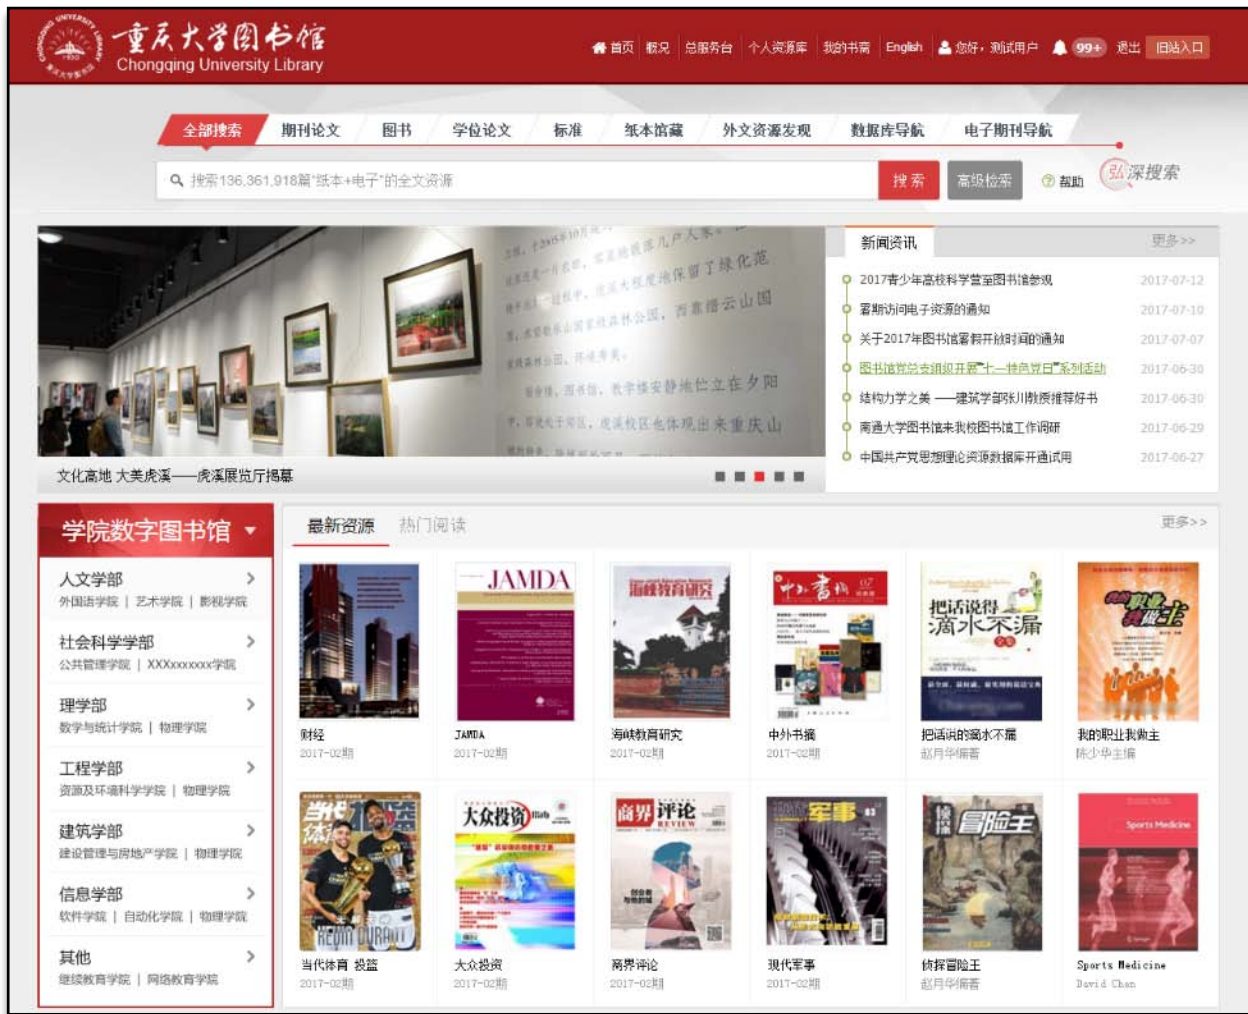 重庆大学图书馆
Chongqing University Library
首页 概况 总服务台 个人资源库 我的书斋 English 您好，测试用户 99+ 退出 旧站入口
全部搜索 期刊论文 图书 学位论文 标准 纸本馆藏 外文资源发现 数据库导航 电子期刊导航
搜索136,361,918篇"纸本+电子"的全文资源 搜索 高级检索 帮助 弘深搜索
文化高地 大美虎溪——虎溪展览厅揭幕
新闻资讯 更多>>
2017青少年高校科学营至图书馆参观 2017-07-12
暑期访问电子资源的通知 2017-07-10
关于2017年图书馆暑假开放时间的通知 2017-07-07
图书馆党总支组织开展"七一特色党日"系列活动 2017-06-30
结构力学之美 ——建筑学部张川教授推荐好书 2017-06-30
南通大学图书馆来我校图书馆工作调研 2017-06-29
中国共产党思想理论资源数据库开通试用 2017-06-27
学院数字图书馆
人文学部
外国语学院 | 艺术学院 | 影视学院
社会科学学部
公共管理学院 | XXXxxxxxxx学院
理学部
数学与统计学院 | 物理学院
工程学部
资源及环境科学学院 | 物理学院
建筑学部
建设管理与房地产学院 | 物理学院
信息学部
软件学院 | 自动化学院 | 物理学院
其他
继续教育学院 | 网络教育学院
最新资源 热门阅读 更多>>
JAMDA
海峡教育研究
中外书摘 07
把话说得
滴水不漏
我的职业
我做主
财经 JAMDA 海峡教育研究 中外书摘 把话说的滴水不漏 我的职业我做主
2017-02期 2017-02期 2017-02期 2017-02期 赵月华编著 陈少华主编
当代
体育
KEVIN DURANT
大众投资
商界评论
REVIEW
创业者
与他的城
军事 03
侦探冒险王
Sports Medicine
当代体育 投篮 大众投资 商界评论 现代军事 侦探冒险王 Sports Medicine
2017-02期 2017-02期 2017-02期 2017-02期 赵月华编著 David Chan